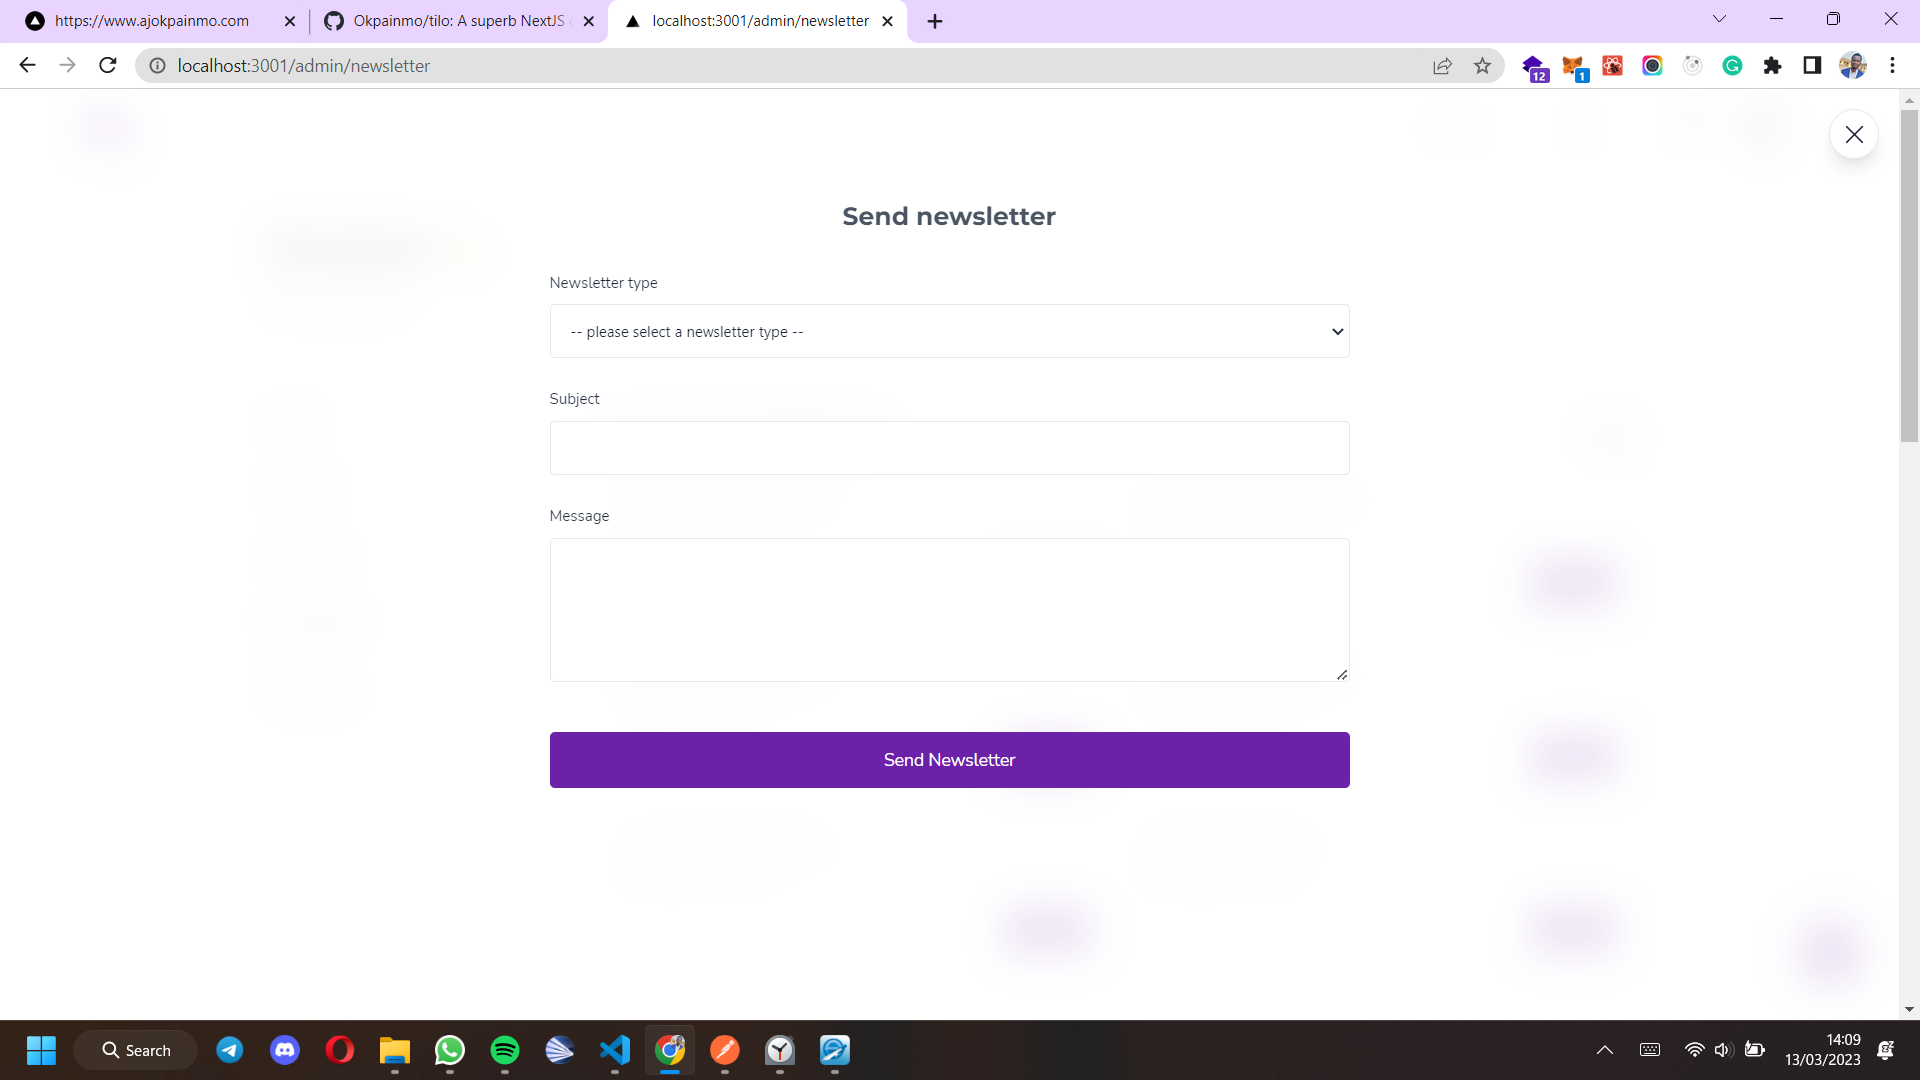 https://www.ajokpainmo.com
Okpainmo/tilo: A superb NextJS
localhost:3001/admin/newsletter
localhost:3001/admin/newsletter
12
1
Send newsletter
Newsletter type
-- please select a newsletter type --
Subject
Message
Send Newsletter
Search
14:09
13/03/2023